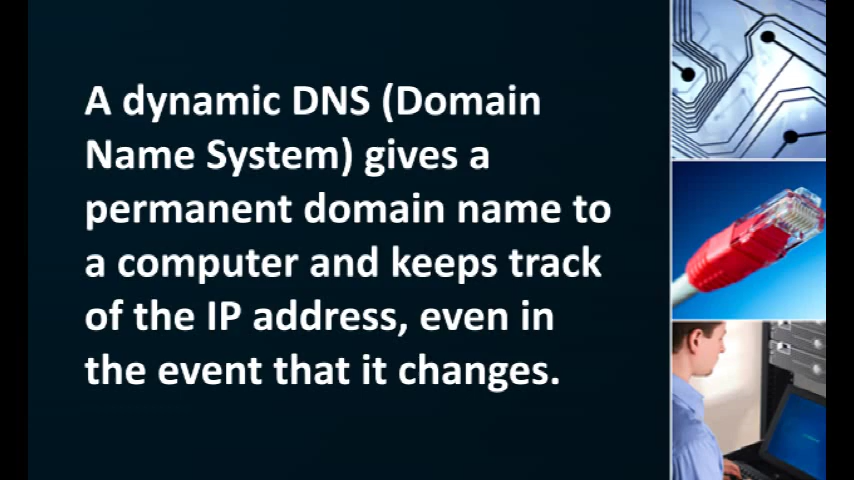 A dynamic DNS (Domain
Name System) gives a
permanent domain name to
a computer and keeps track
of the IP address, even in
the event that it changes.